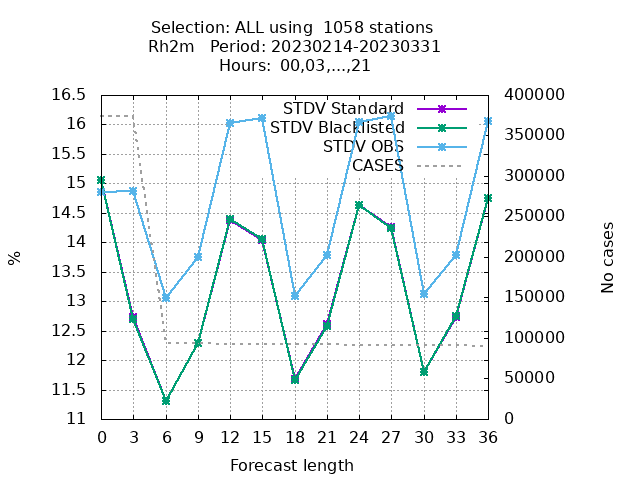 Selection: ALL using  1058 stations
Rh2m   Period: 20230214-20230331
Hours:  00,03,...,21
STDV Standard
STDV Blacklisted
STDV OBS
CASES
16.5
16
15.5
15
14.5
14
13.5
13
12.5
12
11.5
11
%
400000
350000
300000
250000
200000
150000
100000
50000
0
No cases
0 3 6 9 12 15 18 21 24 27 30 33 36
Forecast length